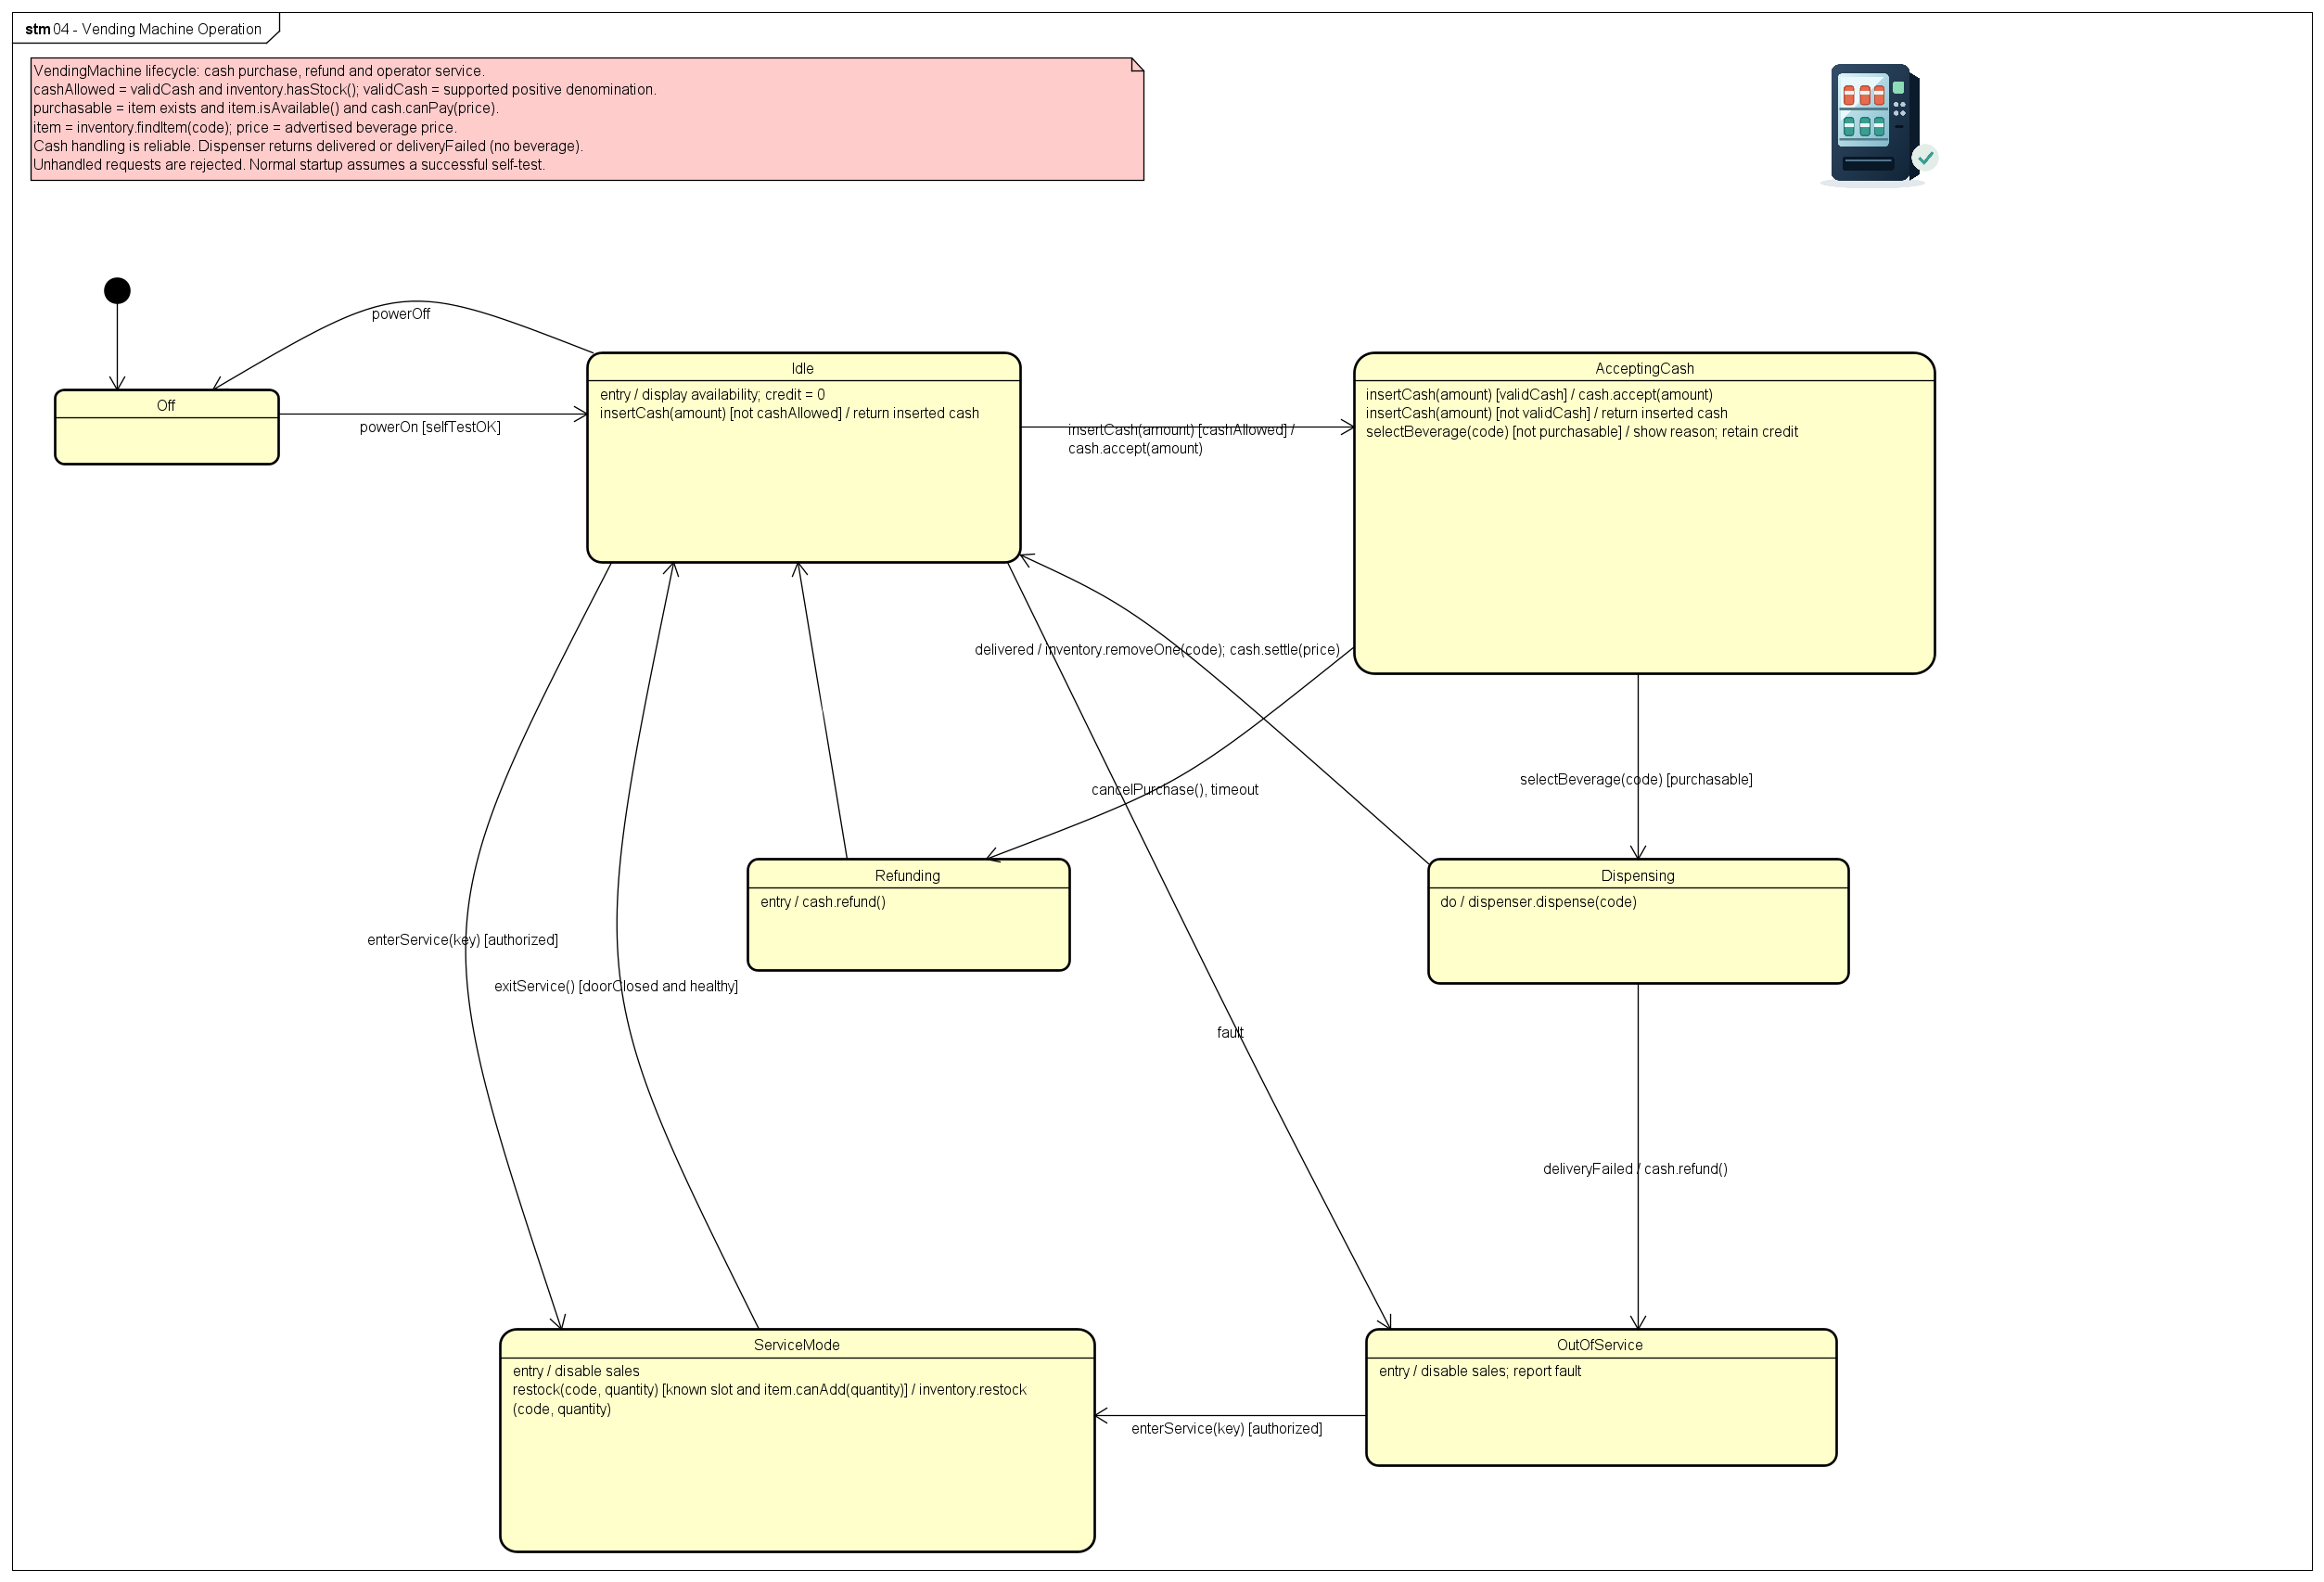 stm 04 - Vending Machine Operation
VendingMachine lifecycle: cash purchase, refund and operator service.
cashAllowed = validCash and inventory.hasStock(); validCash = supported positive denomination.
purchasable = item exists and item.isAvailable() and cash.canPay(price).
item = inventory.findItem(code); price = advertised beverage price.
Cash handling is reliable. Dispenser returns delivered or deliveryFailed (no beverage).
Unhandled requests are rejected. Normal startup assumes a successful self-test.
powerOff
Off
powerOn [selfTestOK]
Idle
entry / display availability; credit = 0
insertCash(amount) [not cashAllowed] / return inserted cash
insertCash(amount) [cashAllowed] /
cash.accept(amount)
AcceptingCash
insertCash(amount) [validCash] / cash.accept(amount)
insertCash(amount) [not validCash] / return inserted cash
selectBeverage(code) [not purchasable] / show reason; retain credit
delivered / inventory.removeOne(code); cash.settle(price)
cancelPurchase(), timeout
selectBeverage(code) [purchasable]
Refunding
entry / cash.refund()
Dispensing
do / dispenser.dispense(code)
enterService(key) [authorized]
exitService() [doorClosed and healthy]
fault
deliveryFailed / cash.refund()
ServiceMode
entry / disable sales
restock(code, quantity) [known slot and item.canAdd(quantity)] / inventory.restock
(code, quantity)
OutOfService
entry / disable sales; report fault
enterService(key) [authorized]